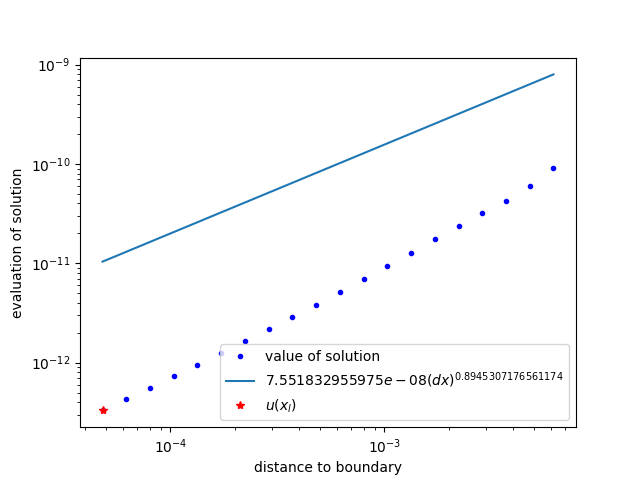 10⁻⁹
10⁻¹⁰
10⁻¹¹
10⁻¹²
evaluation of solution
value of solution
7.551832955975e − 08(dx)^0.8945307176561174
u(x_l)
10⁻⁴
10⁻³
distance to boundary